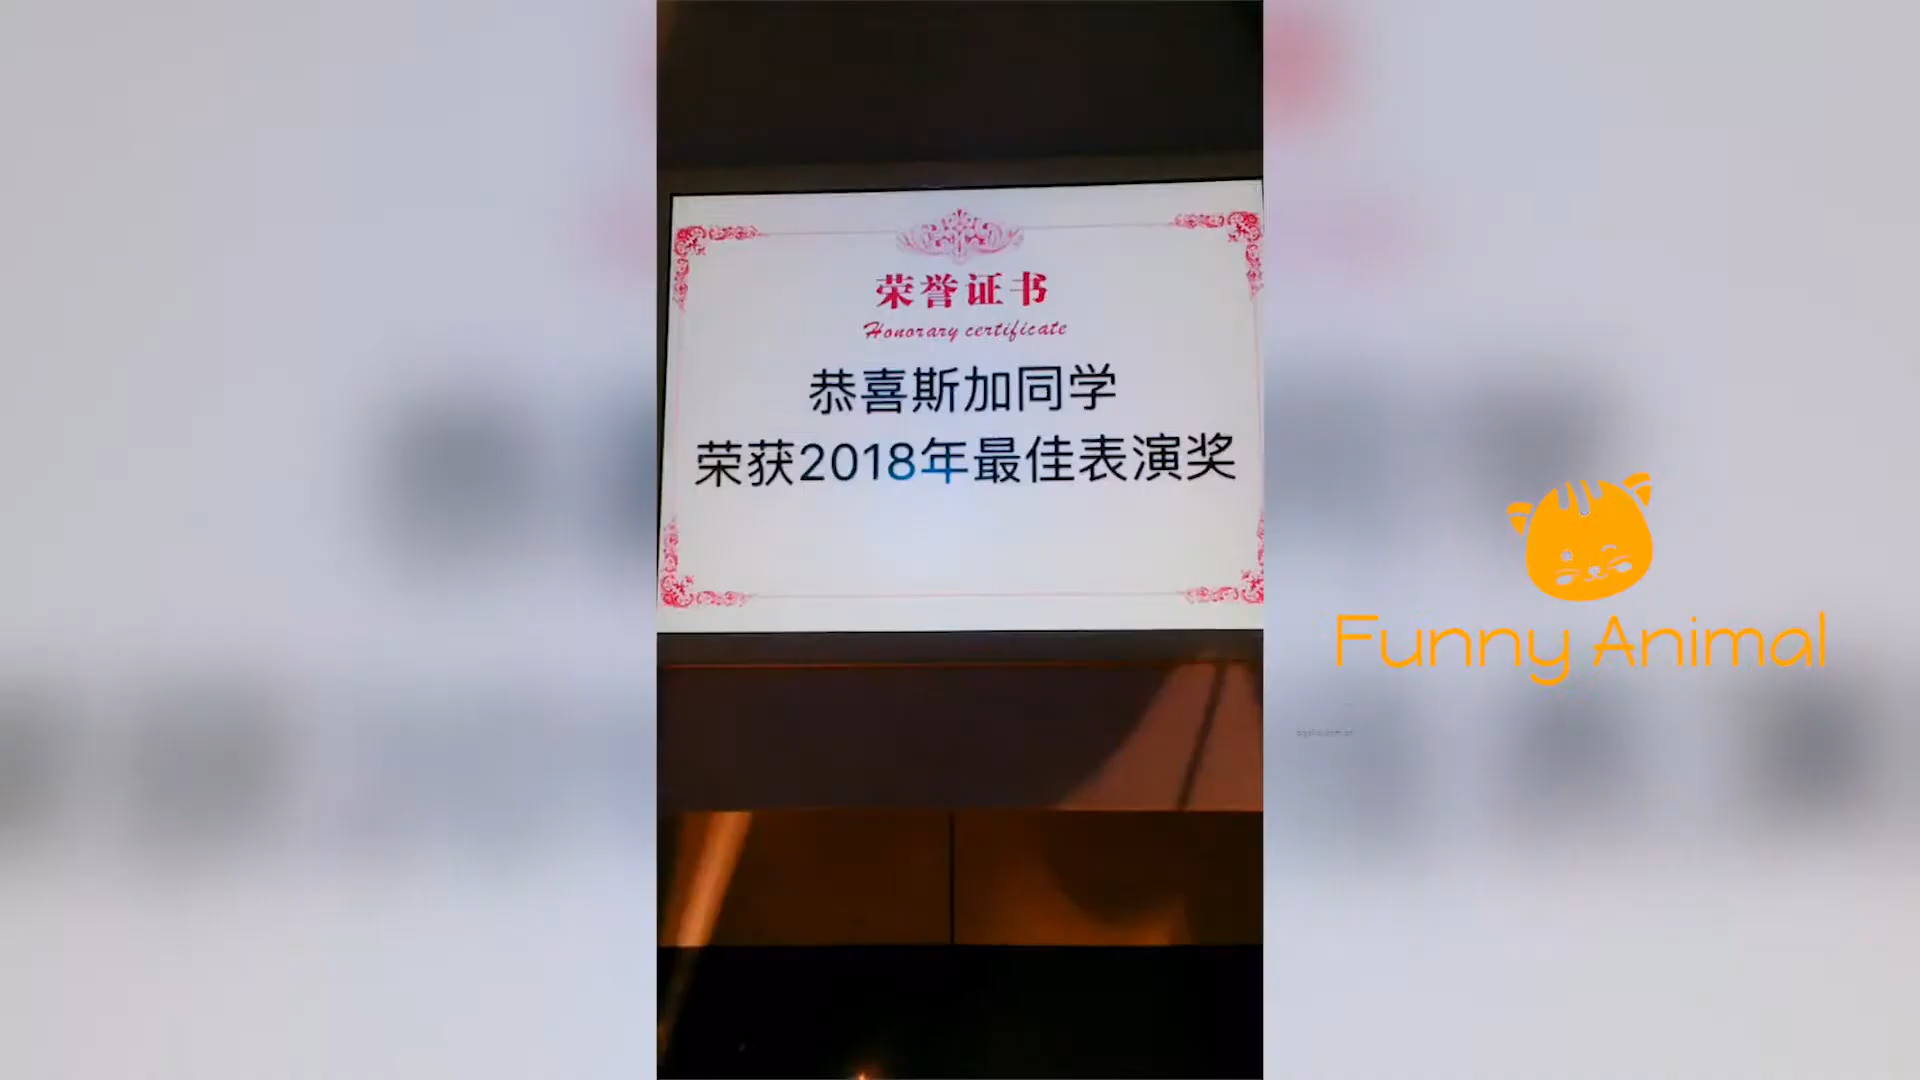 荣誉证书
Honorary certificate
恭喜斯加同学
荣获2018年最佳表演奖
Funny Animal